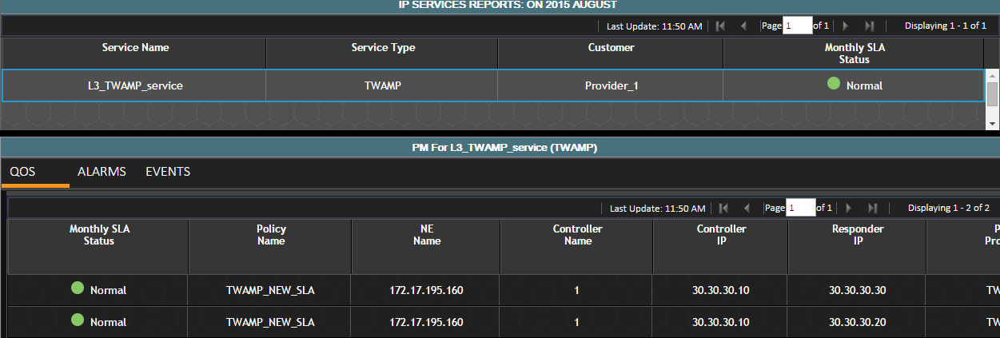 IP SERVICES REPORTS: ON 2015 AUGUST
Last Update: 11:50 AM Page 1 of 1 Displaying 1 - 1 of 1
Service Name Service Type Customer Monthly SLA
Status
L3_TWAMP_service TWAMP Provider_1 Normal
PM For L3_TWAMP_service (TWAMP)
QOS ALARMS EVENTS
Last Update: 11:50 AM Page 1 of 1 Displaying 1 - 2 of 2
Monthly SLA Policy NE Controller Controller Responder P
Status Name Name Name IP IP Pro
Normal TWAMP_NEW_SLA 172.17.195.160 1 30.30.30.10 30.30.30.30 TW
Normal TWAMP_NEW_SLA 172.17.195.160 1 30.30.30.10 30.30.30.20 TW